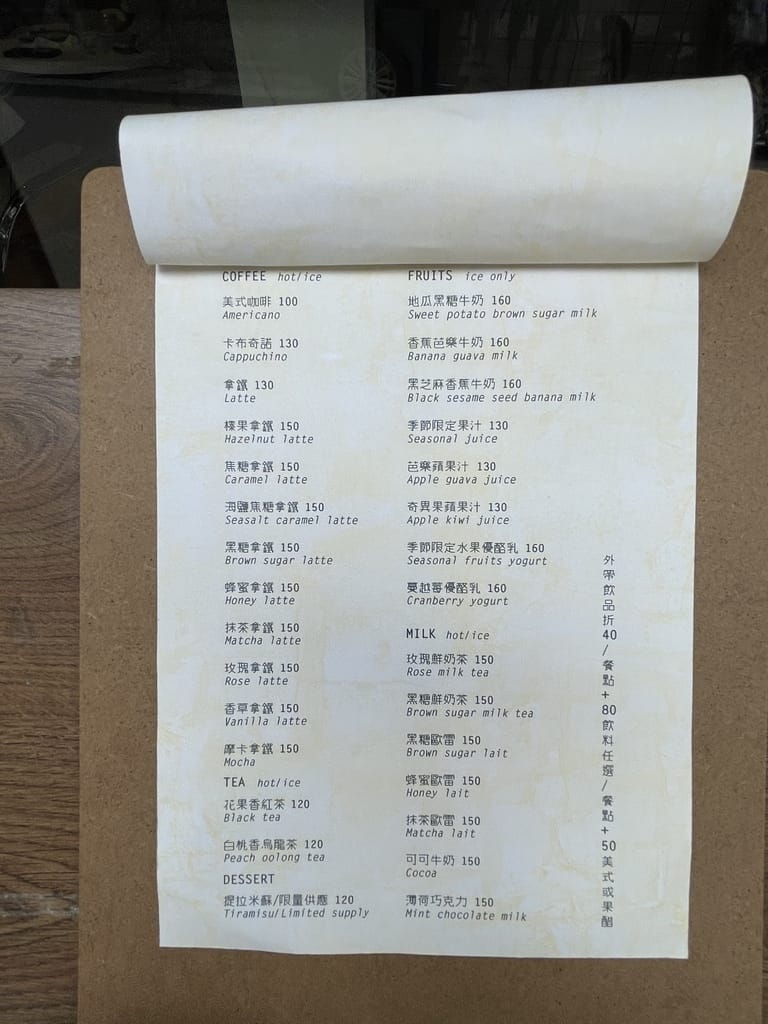 COFFEE hot/ice
美式咖啡 100
Americano
卡布奇諾 130
Cappuchino
拿鐵 130
Latte
榛果拿鐵 150
Hazelnut latte
焦糖拿鐵 150
Caramel latte
海鹽焦糖拿鐵 150
Seasalt caramel latte
黑糖拿鐵 150
Brown sugar latte
蜂蜜拿鐵 150
Honey latte
抹茶拿鐵 150
Matcha latte
玫瑰拿鐵 150
Rose latte
香草拿鐵 150
Vanilla latte
摩卡拿鐵 150
Mocha
TEA hot/ice
花果香紅茶 120
Black tea
白桃香烏龍茶 120
Peach oolong tea
DESSERT
提拉米蘇/限量供應 120
Tiramisu/Limited supply
FRUITS ice only
地瓜黑糖牛奶 160
Sweet potato brown sugar milk
香蕉芭樂牛奶 160
Banana guava milk
黑芝麻香蕉牛奶 160
Black sesame seed banana milk
季節限定果汁 130
Seasonal juice
芭樂蘋果汁 130
Apple guava juice
奇異果蘋果汁 130
Apple kiwi juice
季節限定水果優酪乳 160
Seasonal fruits yogurt
蔓越莓優酪乳 160
Cranberry yogurt
MILK hot/ice
玫瑰鮮奶茶 150
Rose milk tea
黑糖鮮奶茶 150
Brown sugar milk tea
黑糖歐雷 150
Brown sugar lait
蜂蜜歐雷 150
Honey lait
抹茶歐雷 150
Matcha lait
可可牛奶 150
Cocoa
薄荷巧克力 150
Mint chocolate milk
外帶飲品折40/餐點+80飲料任選/餐點+50美式或果醋